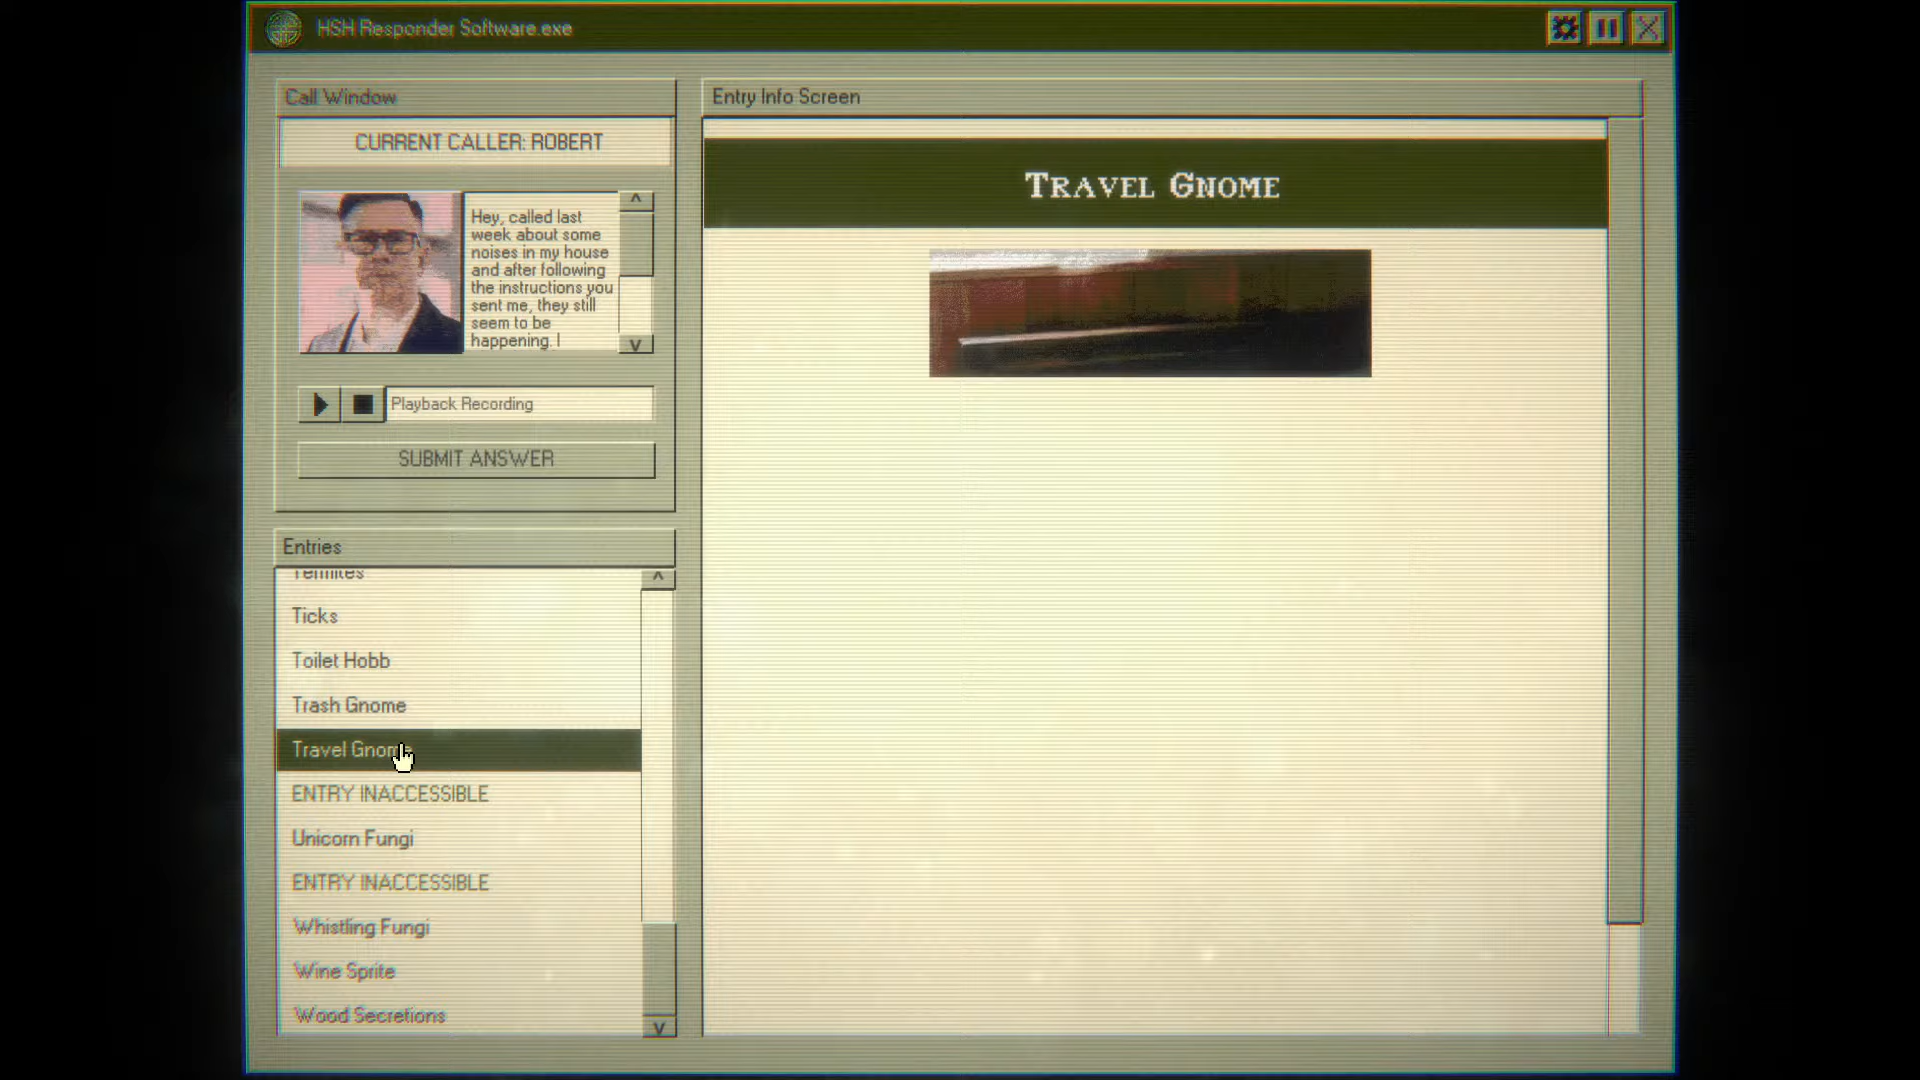 HSH Responder Software.exe
Call Window
CURRENT CALLER: ROBERT
Hey, called last
week about some
noises in my house
and after following
the instructions you
sent me, they still
seem to be
happening. I
Playback Recording
SUBMIT ANSWER
Entries
Termites
Ticks
Toilet Hobb
Trash Gnome
Travel Gnome
ENTRY INACCESSIBLE
Unicorn Fungi
ENTRY INACCESSIBLE
Whistling Fungi
Wine Sprite
Wood Secretions
Entry Info Screen
TRAVEL GNOME